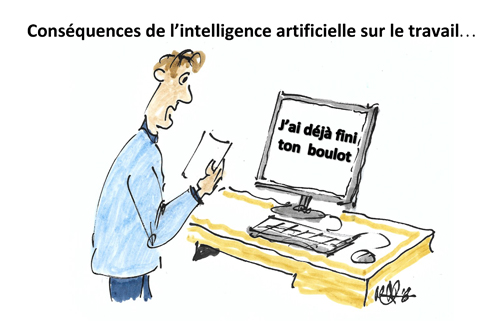 Conséquences de l’intelligence artificielle sur le travail…
J'ai déjà fini
ton boulot